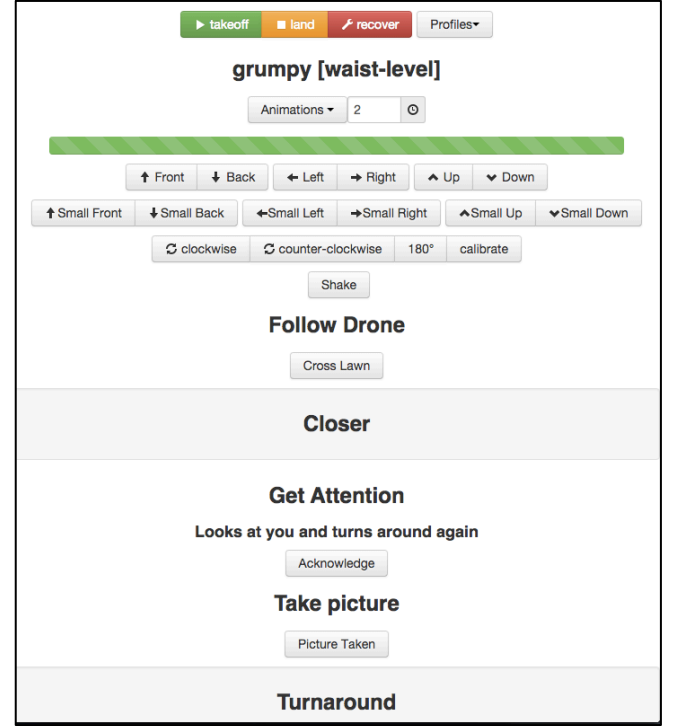 takeoff land recover Profiles
grumpy [waist-level]
Animations 2
Front Back Left Right Up Down
Small Front Small Back Small Left Small Right Small Up Small Down
clockwise counter-clockwise 180° calibrate
Shake
Follow Drone
Cross Lawn
Closer
Get Attention
Looks at you and turns around again
Acknowledge
Take picture
Picture Taken
Turnaround